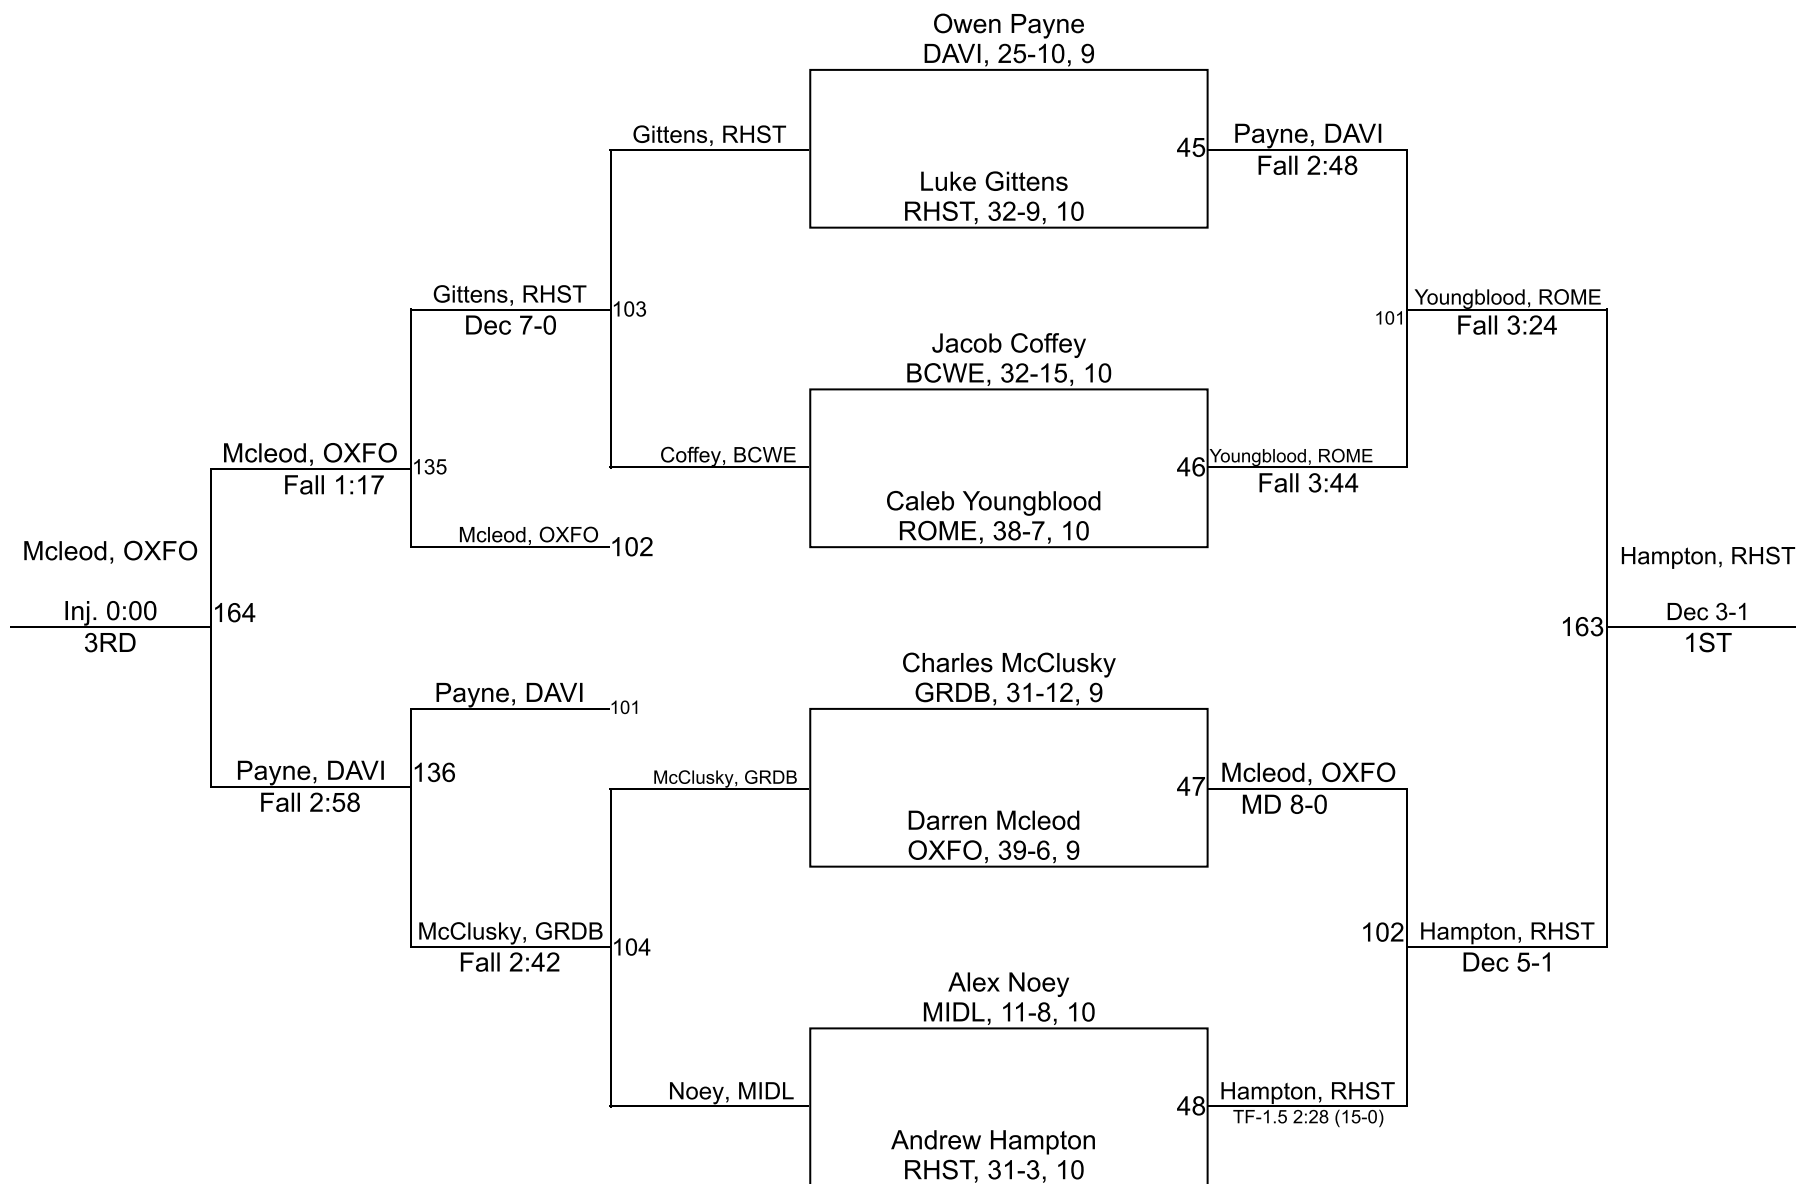 Owen Payne
DAVI, 25-10, 9
Gittens, RHST
45
Payne, DAVI
Fall 2:48
Luke Gittens
RHST, 32-9, 10
Gittens, RHST
Dec 7-0
103
101
Youngblood, ROME
Fall 3:24
Jacob Coffey
BCWE, 32-15, 10
Mcleod, OXFO
Fall 1:17
135
Coffey, BCWE
46
Youngblood, ROME
Fall 3:44
Caleb Youngblood
ROME, 38-7, 10
Mcleod, OXFO
102
Mcleod, OXFO
Inj. 0:00
3RD
164
Hampton, RHST
163
Dec 3-1
1ST
Charles McClusky
GRDB, 31-12, 9
Payne, DAVI
101
Payne, DAVI
Fall 2:58
136
McClusky, GRDB
47
Mcleod, OXFO
MD 8-0
Darren Mcleod
OXFO, 39-6, 9
McClusky, GRDB
Fall 2:42
104
102
Hampton, RHST
Dec 5-1
Alex Noey
MIDL, 11-8, 10
Noey, MIDL
48
Hampton, RHST
TF-1.5 2:28 (15-0)
Andrew Hampton
RHST, 31-3, 10